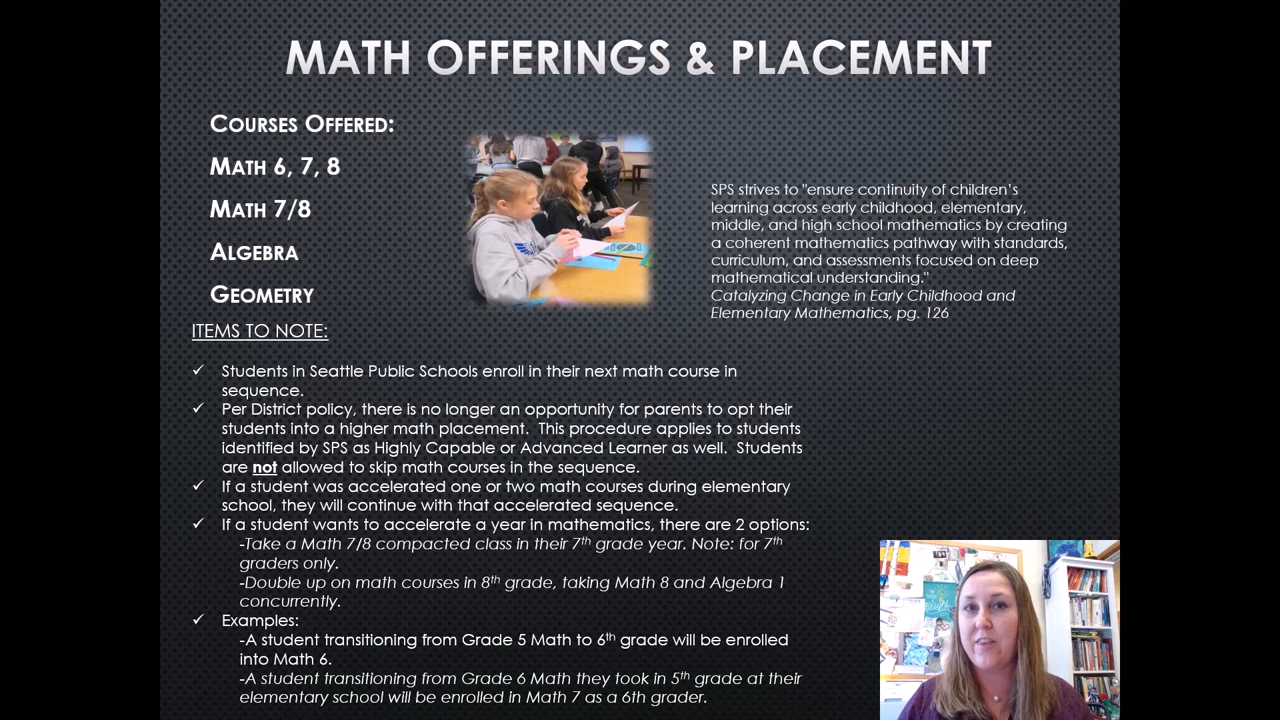 MATH OFFERINGS & PLACEMENT
COURSES OFFERED:
MATH 6, 7, 8
MATH 7/8
ALGEBRA
GEOMETRY
SPS strives to "ensure continuity of children's
learning across early childhood, elementary,
middle, and high school mathematics by creating
a coherent mathematics pathway with standards,
curriculum, and assessments focused on deep
mathematical understanding."
Catalyzing Change in Early Childhood and
Elementary Mathematics, pg. 126
ITEMS TO NOTE:
✓ Students in Seattle Public Schools enroll in their next math course in
sequence.
✓ Per District policy, there is no longer an opportunity for parents to opt their
students into a higher math placement.  This procedure applies to students
identified by SPS as Highly Capable or Advanced Learner as well.  Students
are not allowed to skip math courses in the sequence.
✓ If a student was accelerated one or two math courses during elementary
school, they will continue with that accelerated sequence.
✓ If a student wants to accelerate a year in mathematics, there are 2 options:
-Take a Math 7/8 compacted class in their 7th grade year. Note: for 7th
graders only.
-Double up on math courses in 8th grade, taking Math 8 and Algebra 1
concurrently.
✓ Examples:
-A student transitioning from Grade 5 Math to 6th grade will be enrolled
into Math 6.
-A student transitioning from Grade 6 Math they took in 5th grade at their
elementary school will be enrolled in Math 7 as a 6th grader.